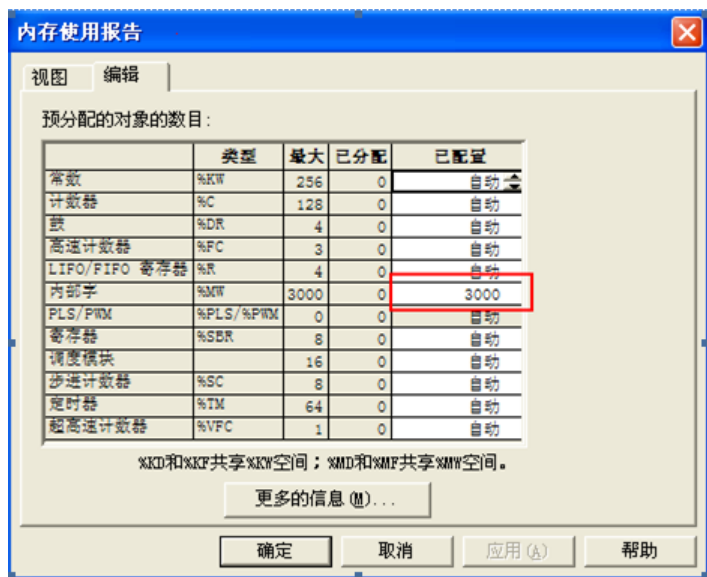 内存使用报告
视图 编辑
预分配的对象的数目:
类型 最大 已分配 已配置
常数 %KW 256 0 自动
计数器 %C 128 0 自动
鼓 %DR 4 0 自动
高速计数器 %FC 3 0 自动
LIFO/FIFO 寄存器 %R 4 0 自动
内部字 %MW 3000 0 3000
PLS/PWM %PLS/%PWM 0 0 自动
寄存器 %SBR 8 0 自动
调度模块 16 0 自动
步进计数器 %SC 8 0 自动
定时器 %TM 64 0 自动
超高速计数器 %VFC 1 0 自动
%KD和%KF共享%KW空间；%MD和%MF共享%MW空间。
更多的信息(M)...
确定 取消 应用(A) 帮助